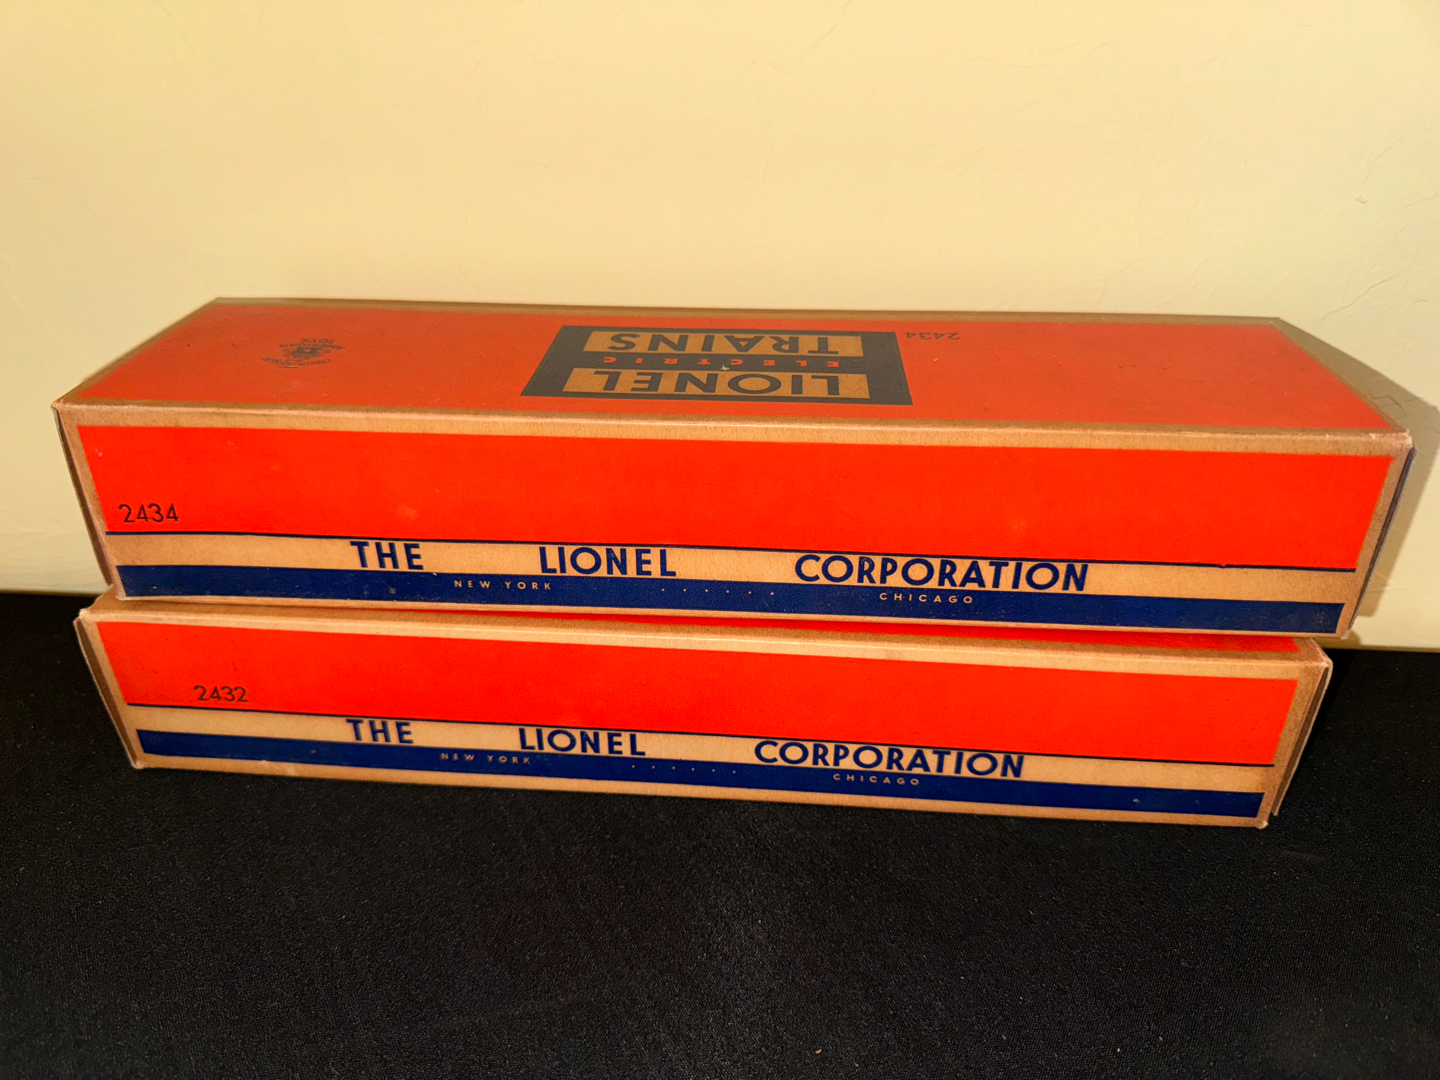 LIONEL
ELECTRIC
TRAINS
2434
2434
THE LIONEL CORPORATION
NEW YORK ...... CHICAGO
2432
THE LIONEL CORPORATION
NEW YORK ...... CHICAGO